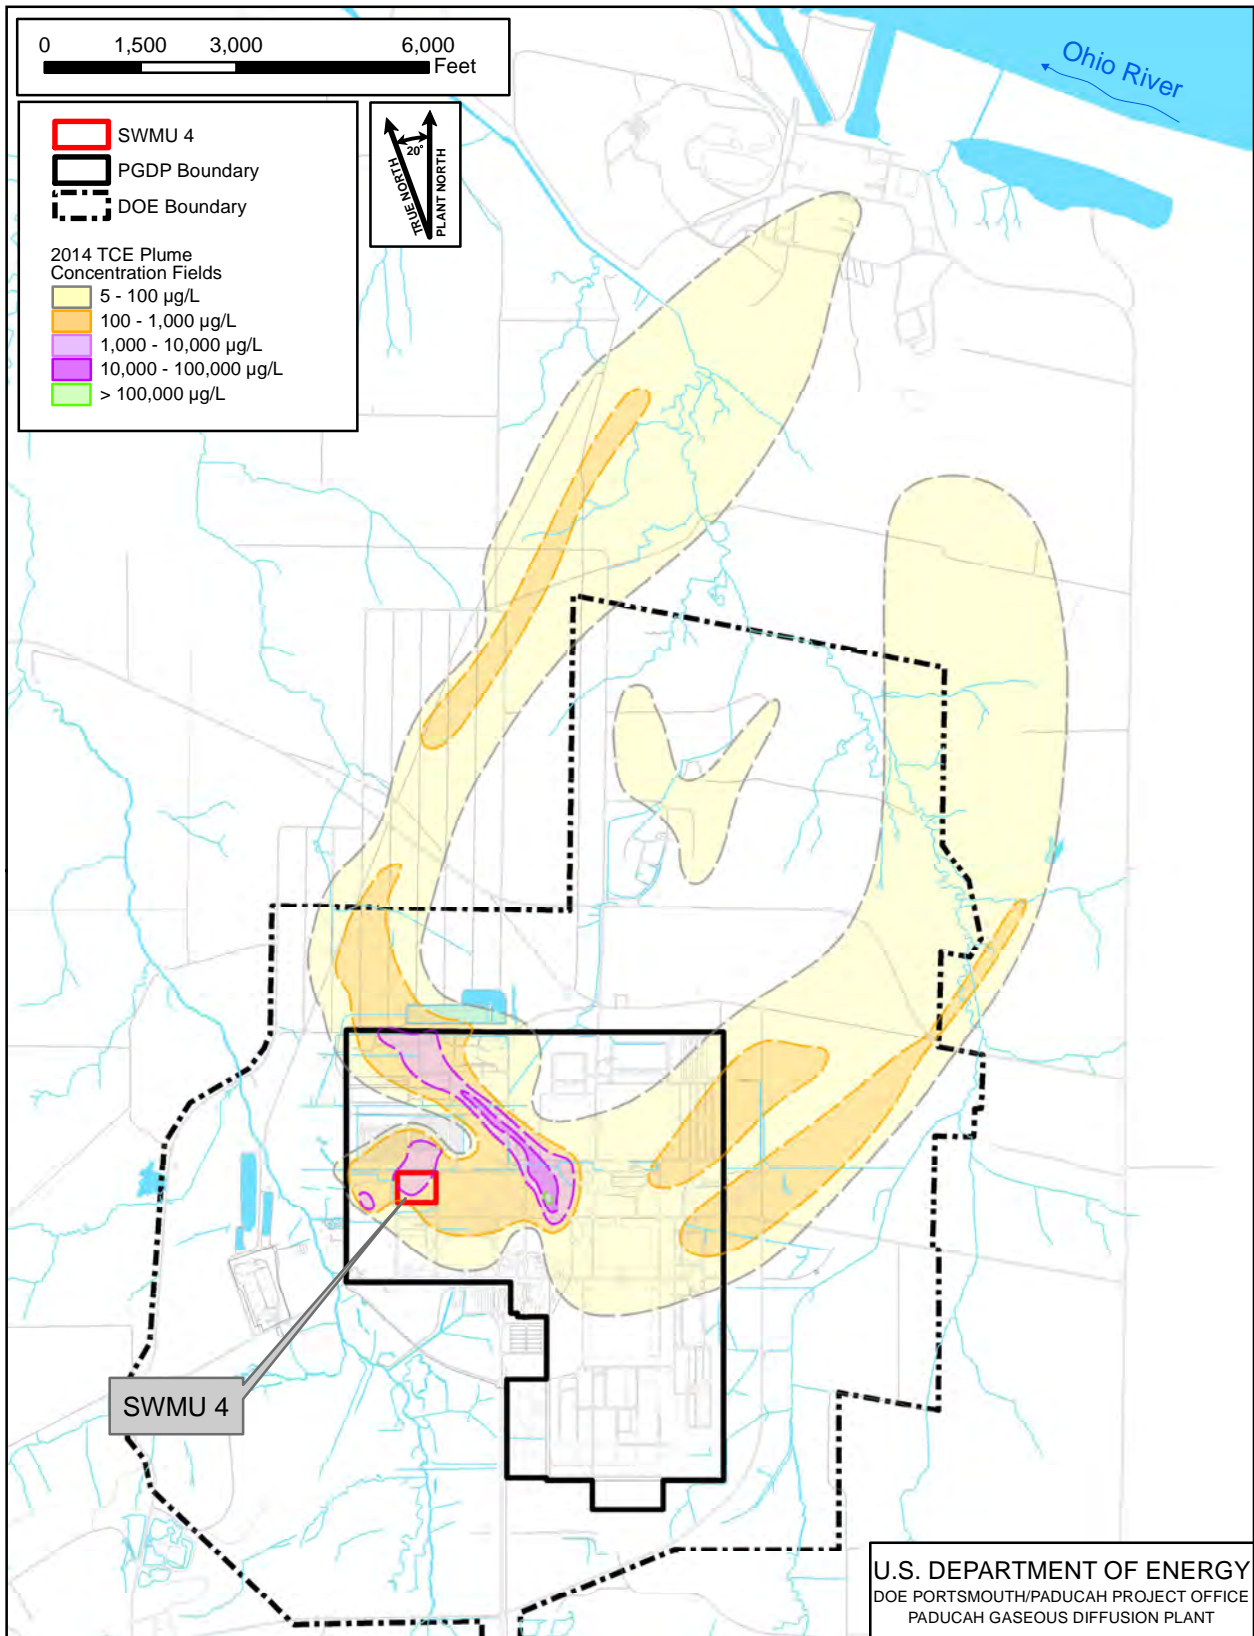 0 1,500 3,000 6,000
Feet
SWMU 4
PGDP Boundary
DOE Boundary
2014 TCE Plume
Concentration Fields
5 - 100 µg/L
100 - 1,000 µg/L
1,000 - 10,000 µg/L
10,000 - 100,000 µg/L
> 100,000 µg/L
20°
TRUE NORTH
PLANT NORTH
Ohio River
SWMU 4
U.S. DEPARTMENT OF ENERGY
DOE PORTSMOUTH/PADUCAH PROJECT OFFICE
PADUCAH GASEOUS DIFFUSION PLANT